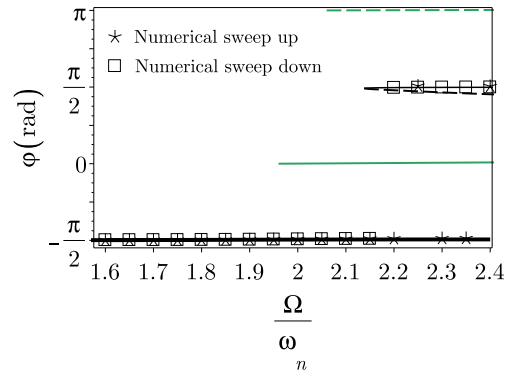 π
Numerical sweep up
Numerical sweep down
π
2
φ(rad)
0
- π
2
1.6 1.7 1.8 1.9 2 2.1 2.2 2.3 2.4
Ω
ω n